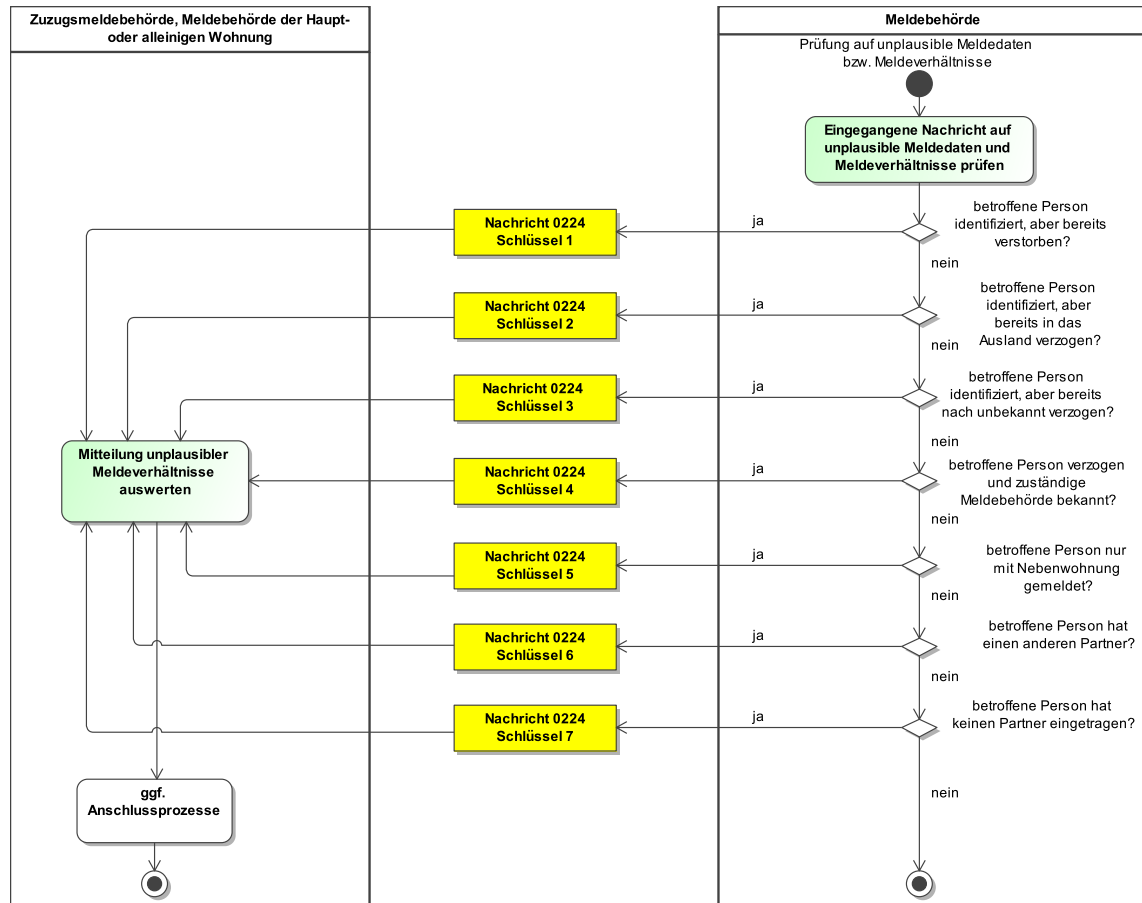 Zuzugsmeldebehörde, Meldebehörde der Haupt-
oder alleinigen Wohnung
Meldebehörde
Prüfung auf unplausible Meldedaten
bzw. Meldeverhältnisse
Eingegangene Nachricht auf
unplausible Meldedaten und
Meldeverhältnisse prüfen
betroffene Person
identifiziert, aber bereits
verstorben?
ja
nein
Nachricht 0224
Schlüssel 1
betroffene Person
identifiziert, aber
bereits in das
Ausland verzogen?
ja
nein
Nachricht 0224
Schlüssel 2
betroffene Person
identifiziert, aber bereits
nach unbekannt verzogen?
ja
nein
Nachricht 0224
Schlüssel 3
betroffene Person verzogen
und zuständige
Meldebehörde bekannt?
ja
nein
Nachricht 0224
Schlüssel 4
Mitteilung unplausibler
Meldeverhältnisse
auswerten
betroffene Person nur
mit Nebenwohnung
gemeldet?
ja
nein
Nachricht 0224
Schlüssel 5
betroffene Person hat
einen anderen Partner?
ja
nein
Nachricht 0224
Schlüssel 6
betroffene Person hat
keinen Partner eingetragen?
ja
nein
Nachricht 0224
Schlüssel 7
ggf.
Anschlussprozesse